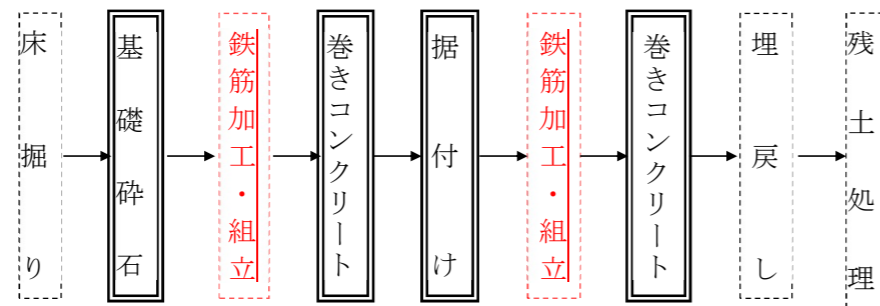 床掘り
基礎砕石
鉄筋加工・組立
巻きコンクリート
据付け
鉄筋加工・組立
巻きコンクリート
埋戻し
残土処理